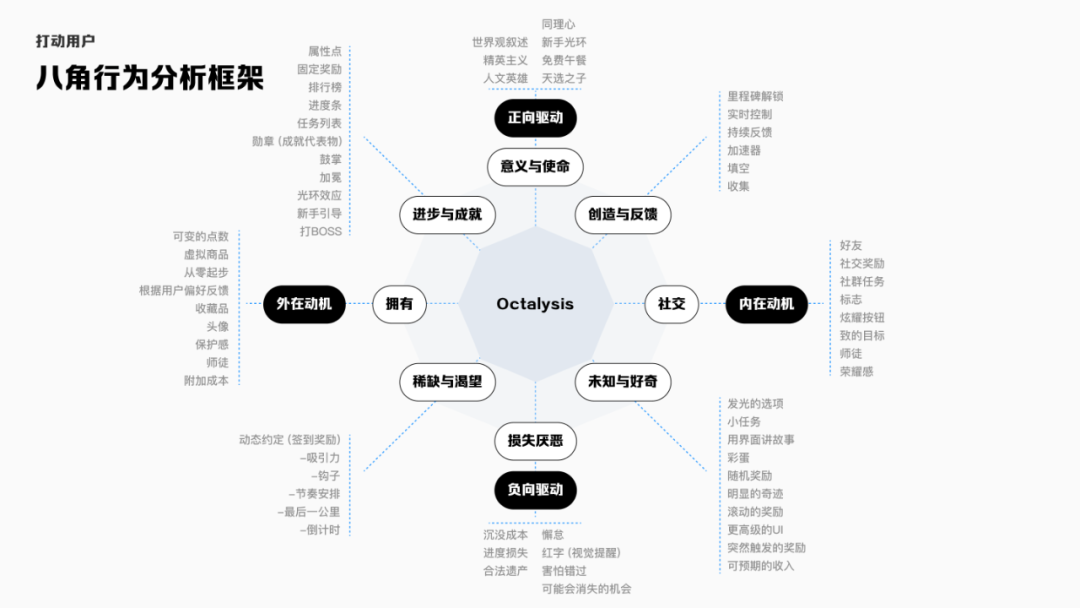 打动用户
八角行为分析框架
同理心
世界观叙述
新手光环
精英主义
免费午餐
人文英雄
天选之子
正向驱动
意义与使命
属性点
固定奖励
排行榜
进度条
任务列表
勋章（成就代表物）
鼓掌
加冕
光环效应
新手引导
打BOSS
进步与成就
里程碑解锁
实时控制
持续反馈
加速器
填空
收集
创造与反馈
可变的点数
虚拟商品
从零起步
根据用户偏好反馈
收藏品
头像
保护感
师徒
附加成本
外在动机
拥有
Octalysis
社交
内在动机
好友
社交奖励
社群任务
标志
炫耀按钮
致的目标
师徒
荣耀感
稀缺与渴望
动态约定（签到奖励）
-吸引力
-钩子
-节奏安排
-最后一公里
-倒计时
未知与好奇
发光的选项
小任务
用界面讲故事
彩蛋
随机奖励
明显的奇迹
滚动的奖励
更高级的UI
突然触发的奖励
可预期的收入
损失厌恶
负向驱动
沉没成本
懈怠
进度损失
红字（视觉提醒）
合法遗产
害怕错过
可能会消失的机会